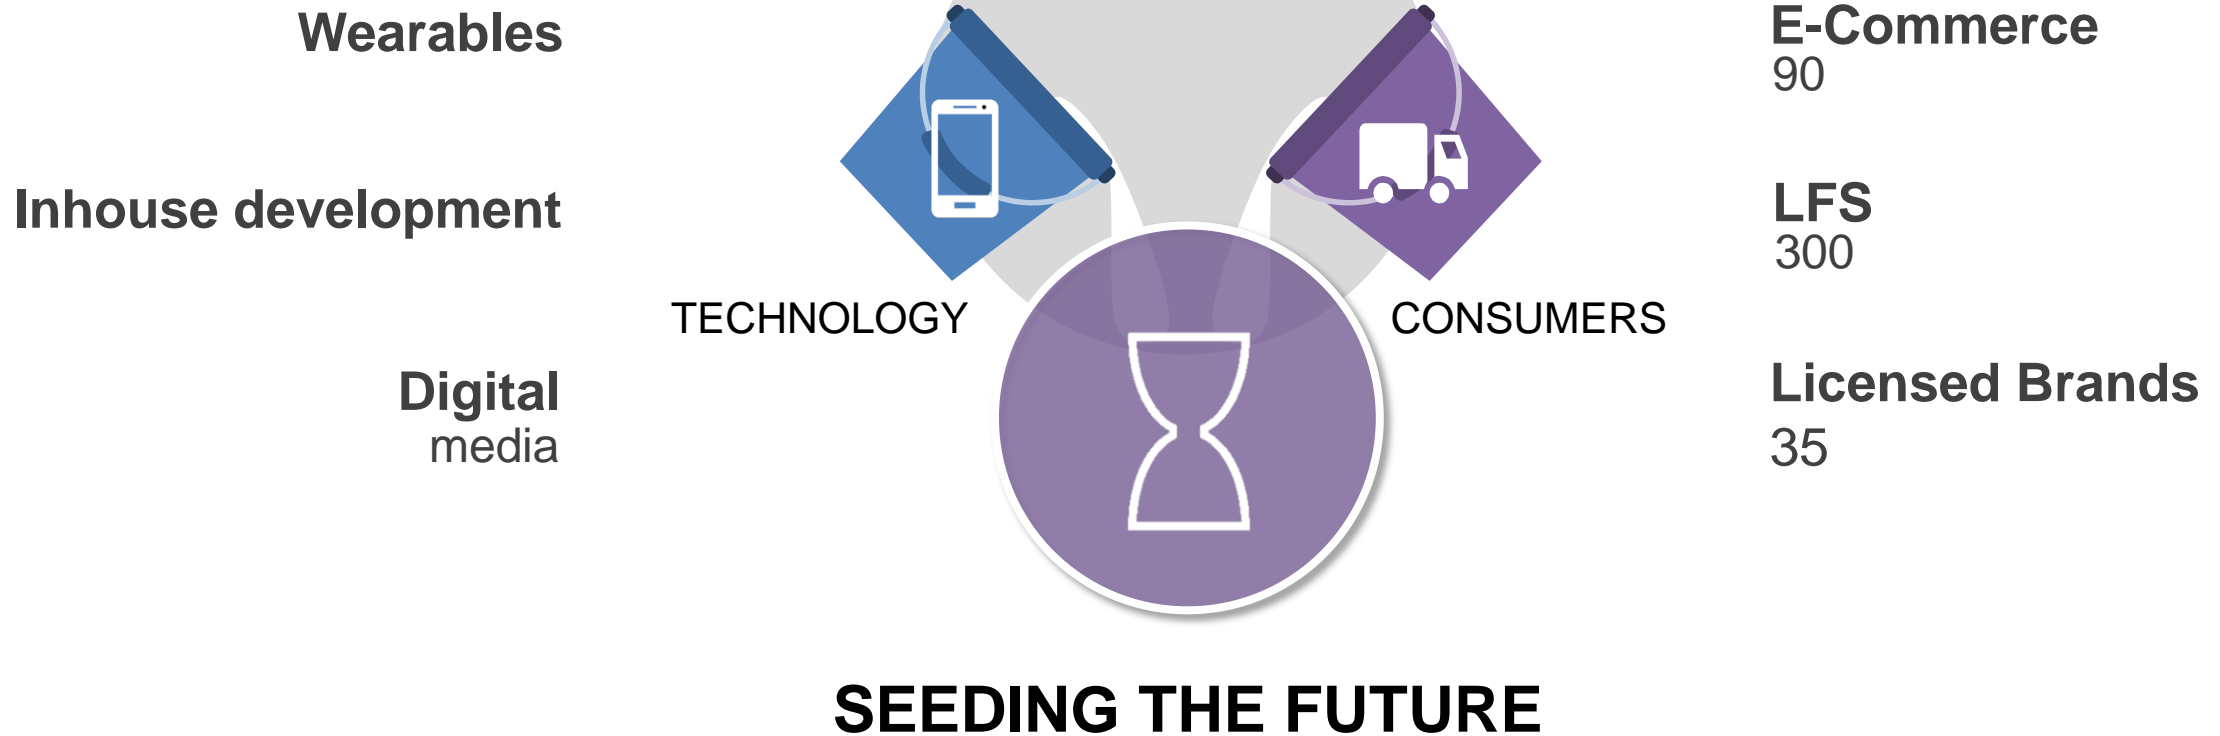 Wearables
Inhouse development
Digital
media
TECHNOLOGY
CONSUMERS
E-Commerce
90
LFS
300
Licensed Brands
35
SEEDING THE FUTURE